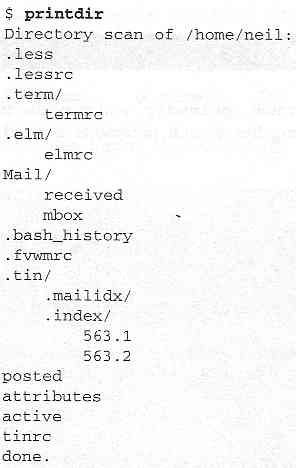 $ printdir
Directory scan of /home/neil:
.less
.lessrc
.term/
    termrc
.elm/
    elmrc
Mail/
    received
    mbox
.bash_history
.fvwmrc
.tin/
    .mailidx/
    .index/
        563.1
        563.2
posted
attributes
active
tinrc
done.